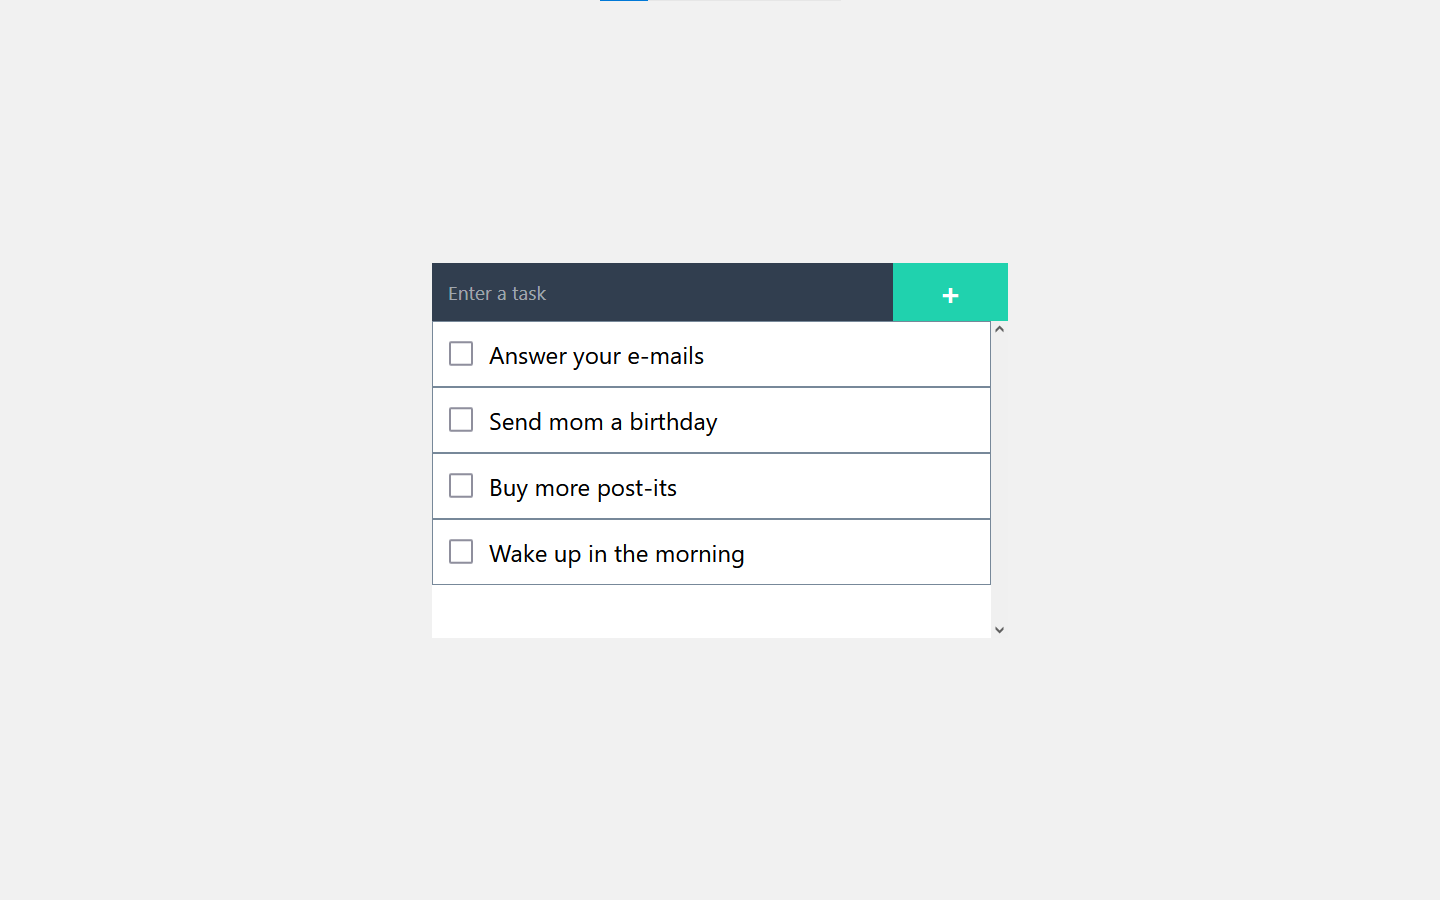 Enter a task
+
Answer your e-mails
Send mom a birthday
Buy more post-its
Wake up in the morning